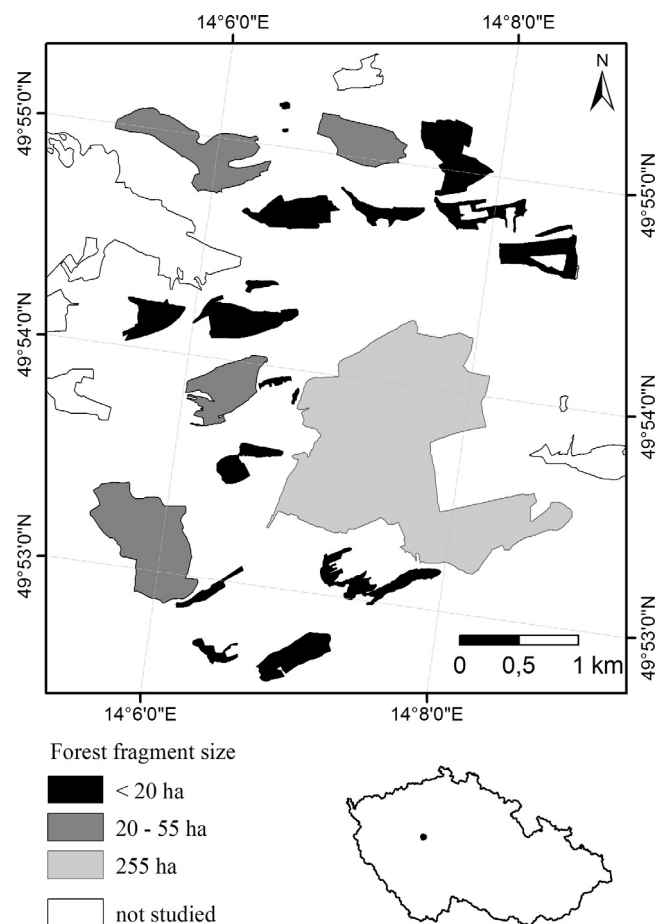 14°6'0"E 14°8'0"E
N
49°55'0"N
49°55'0"N
49°54'0"N
49°54'0"N
49°53'0"N
49°53'0"N
0 0,5 1 km
14°6'0"E 14°8'0"E
Forest fragment size
< 20 ha
20 - 55 ha
255 ha
not studied